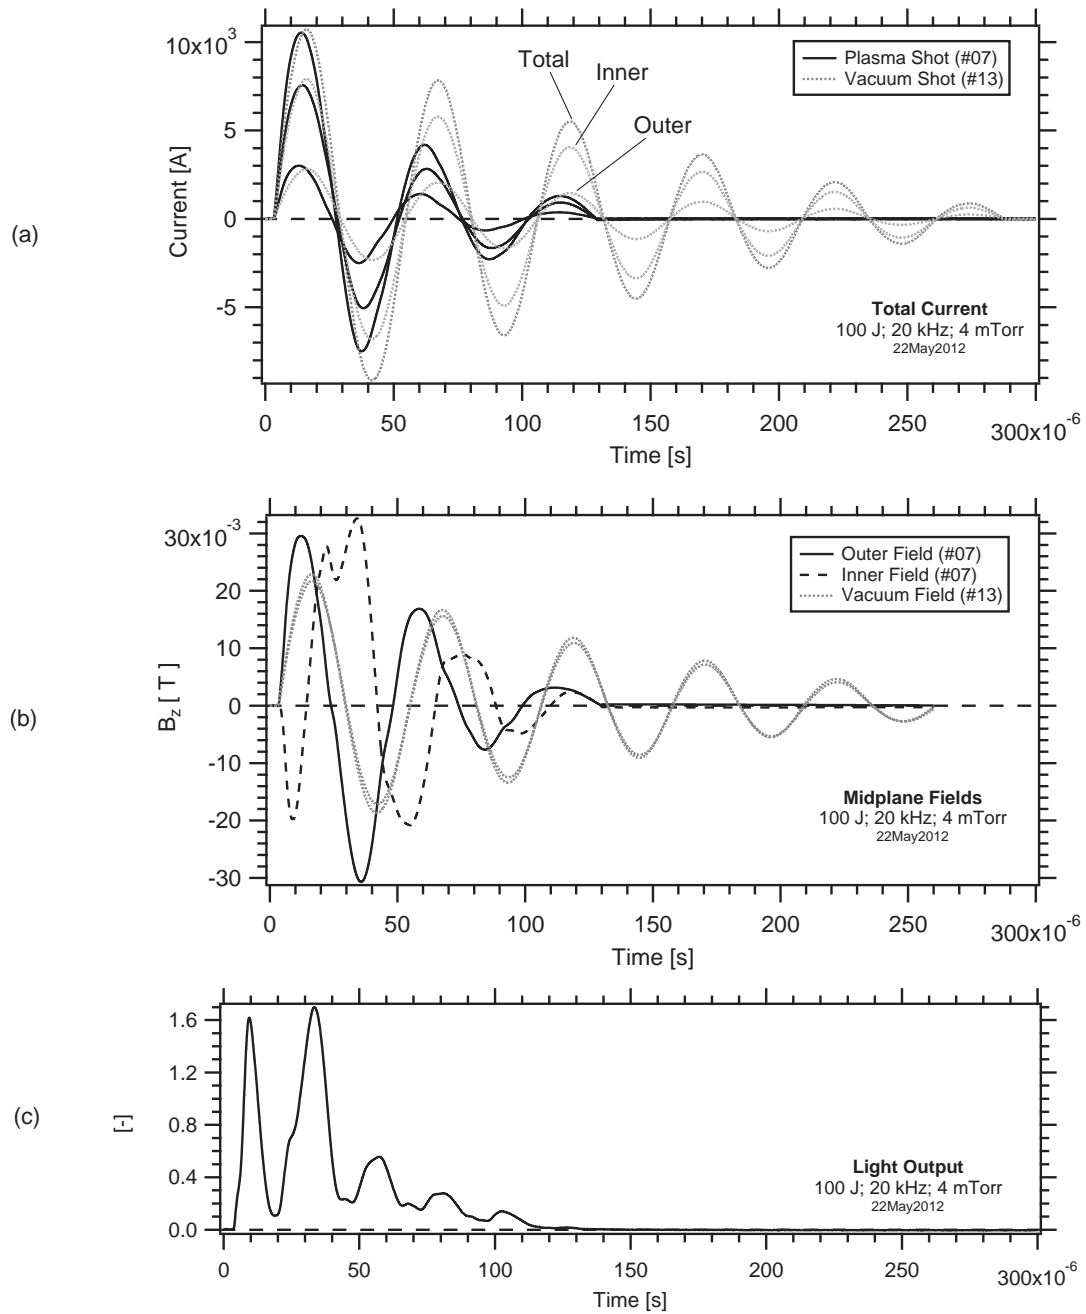 (a)
Current [A]
10x10³
5
0
-5
Total
Inner
Outer
Plasma Shot (#07)
Vacuum Shot (#13)
Total Current
100 J; 20 kHz; 4 mTorr
22May2012
0 50 100 150 200 250 300x10⁻⁶
Time [s]
(b)
B_z [ T ]
30x10⁻³
20
10
0
-10
-20
-30
Outer Field (#07)
Inner Field (#07)
Vacuum Field (#13)
Midplane Fields
100 J; 20 kHz; 4 mTorr
22May2012
0 50 100 150 200 250 300x10⁻⁶
Time [s]
(c)
[-]
1.6
1.2
0.8
0.4
0.0
Light Output
100 J; 20 kHz; 4 mTorr
22May2012
0 50 100 150 200 250 300x10⁻⁶
Time [s]